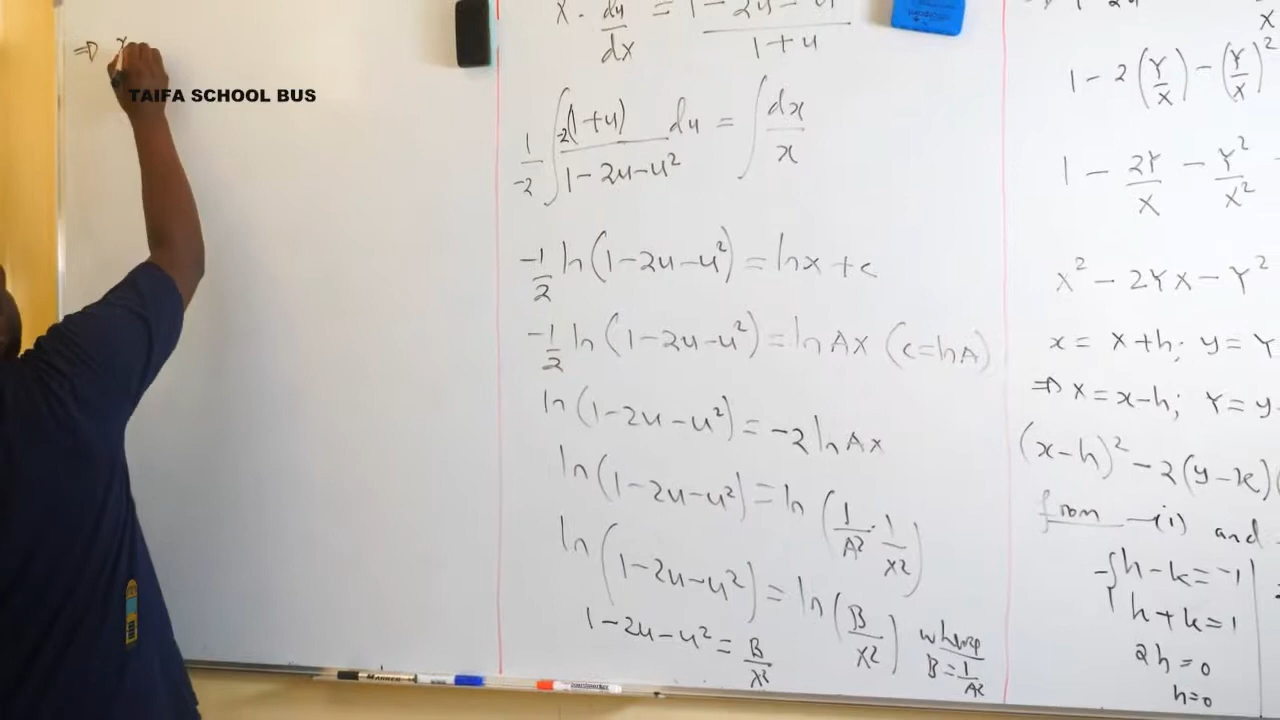 ⇒ x
TAIFA SCHOOL BUS
x · du/dx = 1 - 2u - u² / 1 + u
1/-2 ∫ -2(1+u) / 1 - 2u - u² du = ∫ dx/x
-1/2 ln(1 - 2u - u²) = lnx + c
-1/2 ln(1 - 2u - u²) = ln Ax (c = lnA)
ln(1 - 2u - u²) = -2 ln Ax
ln(1 - 2u - u²) = ln(1/A² · 1/x²)
ln(1 - 2u - u²) = ln(B/x²) where B = 1/A²
1 - 2u - u² = B/x²
MARKER
1 - 2(Y/X) - (Y/X)²
1 - 2Y/X - Y²/X²
X² - 2YX - Y²
x = X + h; y = Y
⇒ X = x - h; Y = y
(x - h)² - 2(y - k)(
from — (i) and
-{ h - k = -1
h + k = 1
2h = 0
h = 0